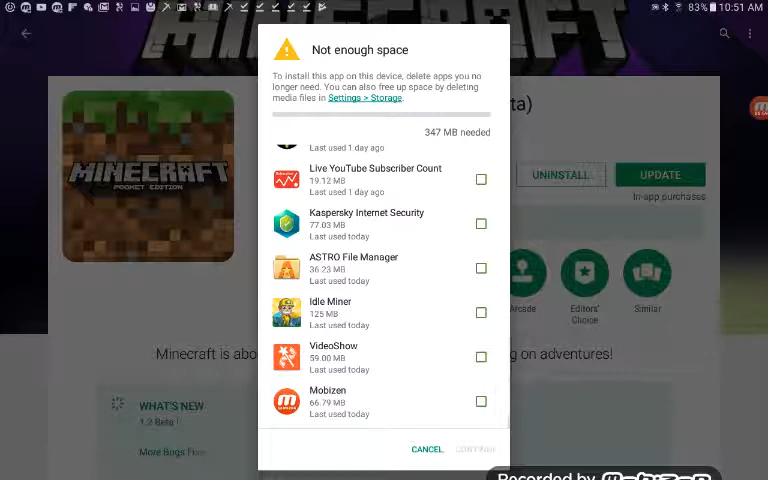 83% 10:51 AM
MINECRAFT
Not enough space
To install this app on this device, delete apps you no
longer need. You can also free up space by deleting
media files in Settings > Storage.
347 MB needed
Last used 1 day ago
Live YouTube Subscriber Count
19.12 MB
Last used 1 day ago
Kaspersky Internet Security
77.03 MB
Last used today
ASTRO File Manager
36.23 MB
Last used today
Idle Miner
125 MB
Last used today
VideoShow
59.00 MB
Last used today
Mobizen
66.79 MB
Last used today
CANCEL CONTINUE
MINECRAFT
POCKET EDITION
ta)
UNINSTALL UPDATE
In-app purchases
Arcade
Editors'
Choice
Similar
Minecraft is abo
g on adventures!
WHAT'S NEW
1.2 Beta!
More Bugs Fixe
Recorded by MOBIZEN